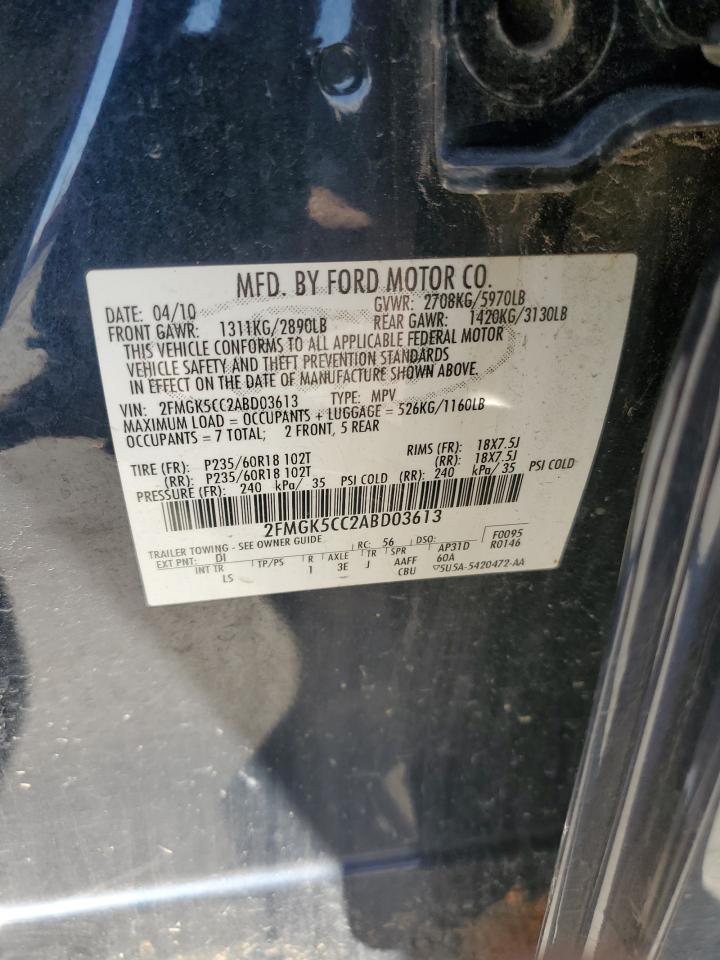 MFD. BY FORD MOTOR CO.
DATE: 04/10 GVWR: 2708KG/5970LB
FRONT GAWR: 1311KG/2890LB REAR GAWR: 1420KG/3130LB
THIS VEHICLE CONFORMS TO ALL APPLICABLE FEDERAL MOTOR
VEHICLE SAFETY AND THEFT PREVENTION STANDARDS
IN EFFECT ON THE DATE OF MANUFACTURE SHOWN ABOVE.
VIN: 2FMGK5CC2ABD03613 TYPE: MPV
MAXIMUM LOAD = OCCUPANTS + LUGGAGE = 526KG/1160LB
OCCUPANTS = 7 TOTAL; 2 FRONT, 5 REAR
TIRE (FR): P235/60R18 102T RIMS (FR): 18X7.5J
(RR): P235/60R18 102T (RR): 18X7.5J
PRESSURE (FR): 240 kPa/ 35 PSI COLD (RR): 240 kPa/ 35 PSI COLD
2FMGK5CC2ABD03613
TRAILER TOWING - SEE OWNER GUIDE RC: 56 DSO: F0095
EXT PNT: DI AP31D R0146
INT TR TP/PS R AXLE TR SPR 60A
LS 1 3E J AAFF
CBU 5U5A-5420472-AA